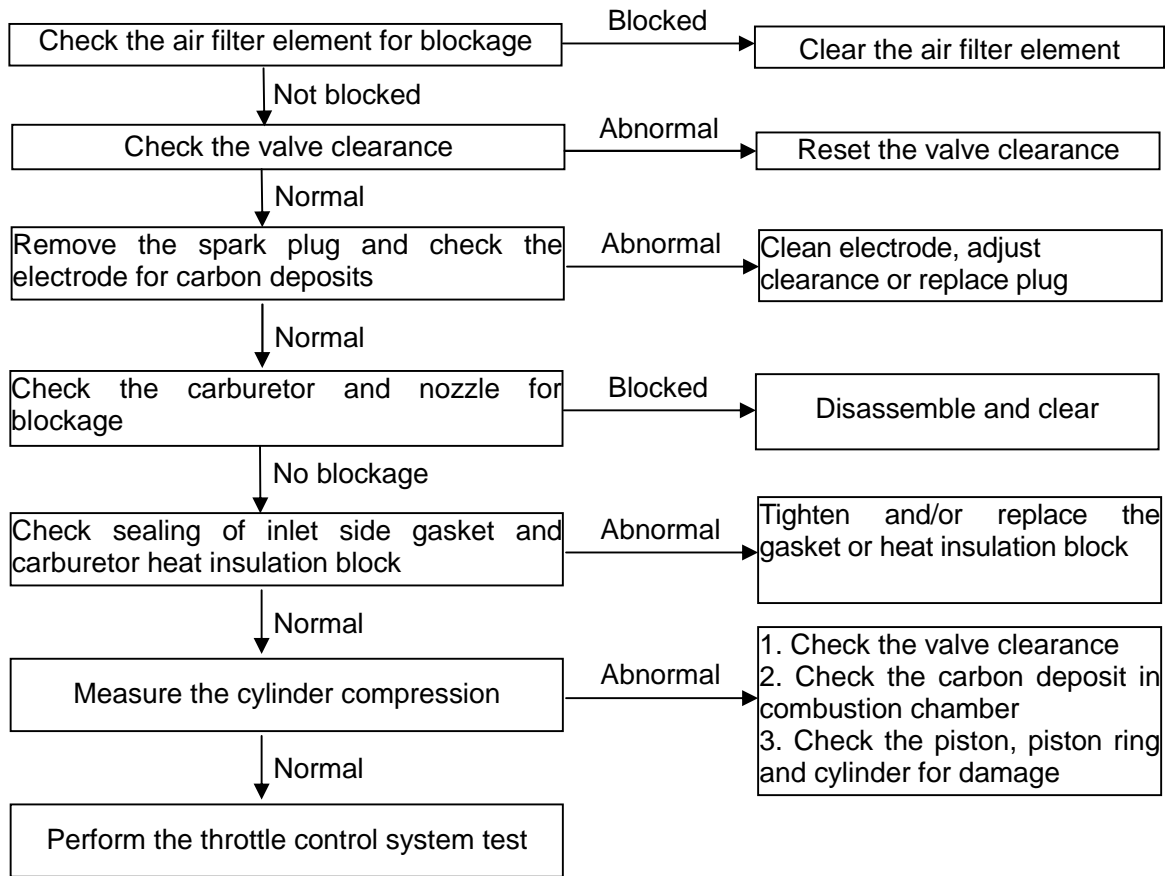 Blocked
Check the air filter element for blockage
Clear the air filter element
Not blocked
Abnormal
Check the valve clearance
Reset the valve clearance
Normal
Remove the spark plug and check the
electrode for carbon deposits
Abnormal
Clean electrode, adjust
clearance or replace plug
Normal
Check the carburetor and nozzle for
blockage
Blocked
Disassemble and clear
No blockage
Check sealing of inlet side gasket and
carburetor heat insulation block
Abnormal
Tighten and/or replace the
gasket or heat insulation block
Normal
Measure the cylinder compression
Abnormal
1. Check the valve clearance
2. Check the carbon deposit in
combustion chamber
3. Check the piston, piston ring
and cylinder for damage
Normal
Perform the throttle control system test